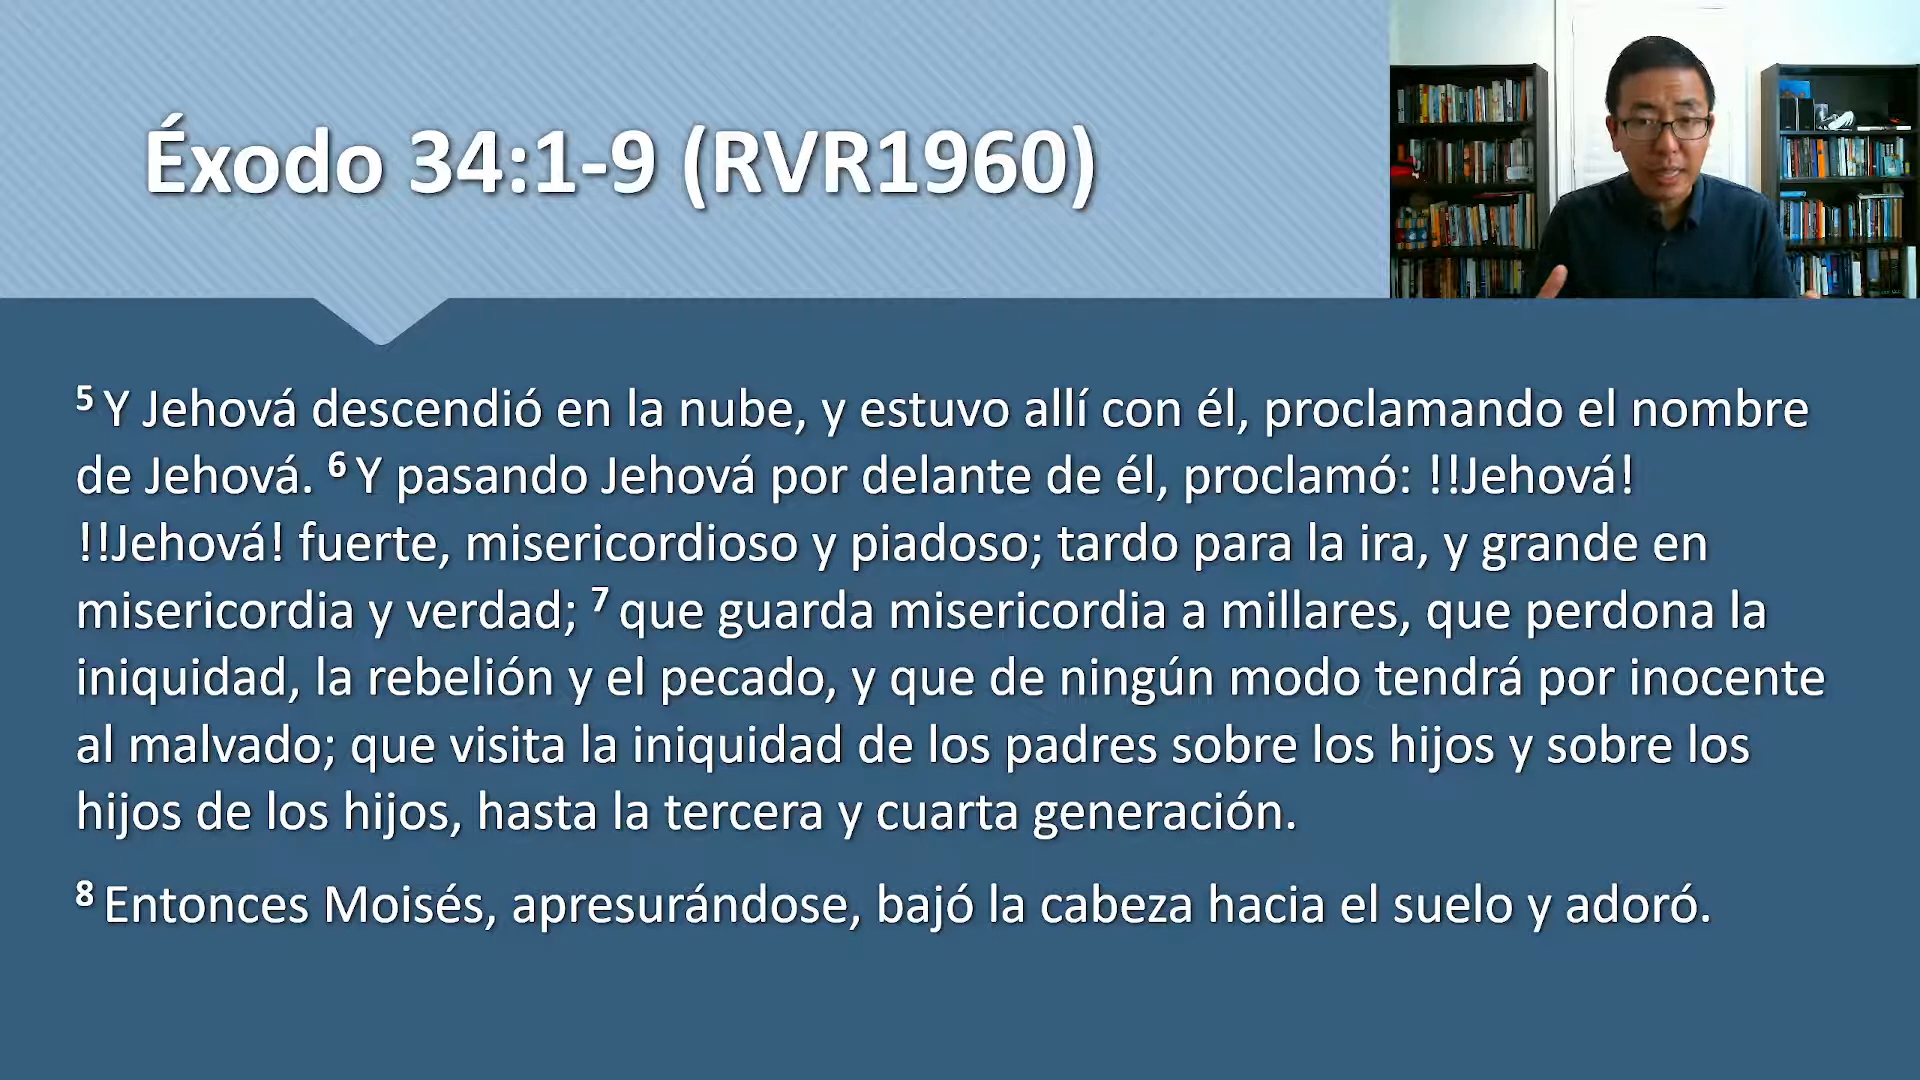 Éxodo 34:1-9 (RVR1960)
5 Y Jehová descendió en la nube, y estuvo allí con él, proclamando el nombre
de Jehová. 6 Y pasando Jehová por delante de él, proclamó: !!Jehová!
!!Jehová! fuerte, misericordioso y piadoso; tardo para la ira, y grande en
misericordia y verdad; 7 que guarda misericordia a millares, que perdona la
iniquidad, la rebelión y el pecado, y que de ningún modo tendrá por inocente
al malvado; que visita la iniquidad de los padres sobre los hijos y sobre los
hijos de los hijos, hasta la tercera y cuarta generación.
8 Entonces Moisés, apresurándose, bajó la cabeza hacia el suelo y adoró.